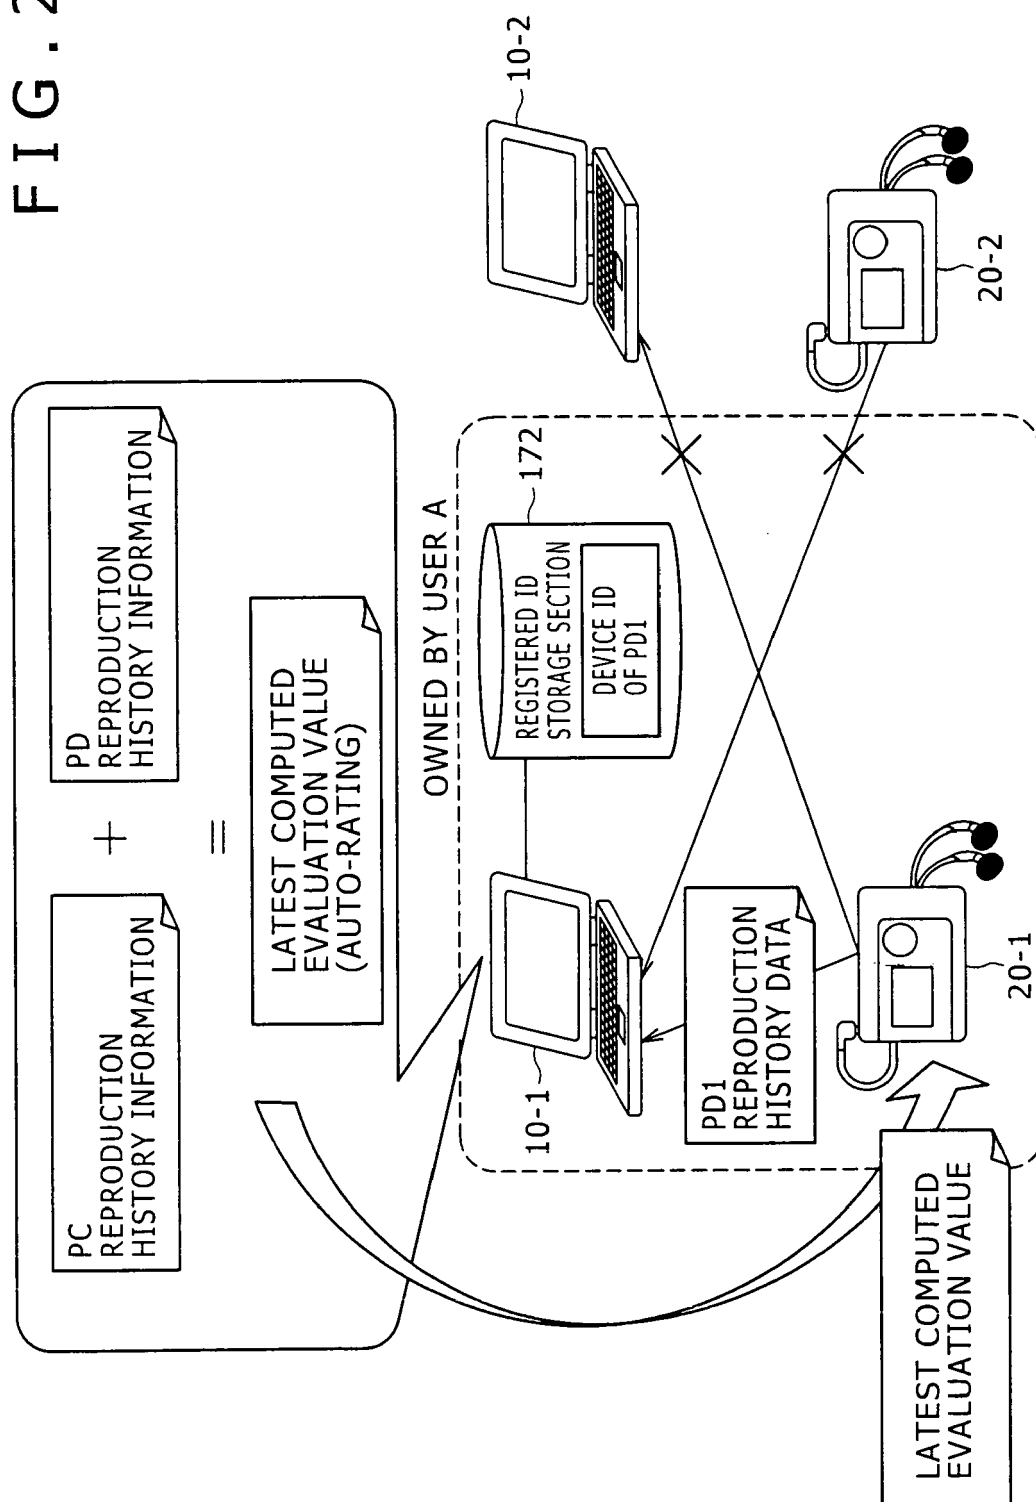 FIG. 2
PC
REPRODUCTION
HISTORY INFORMATION
+
PD
REPRODUCTION
HISTORY INFORMATION
=
LATEST COMPUTED
EVALUATION VALUE
(AUTO-RATING)
OWNED BY USER A
10-1
REGISTERED ID
STORAGE SECTION
DEVICE ID
OF PD1
172
10-2
PD1
REPRODUCTION
HISTORY DATA
20-1
20-2
LATEST COMPUTED
EVALUATION VALUE